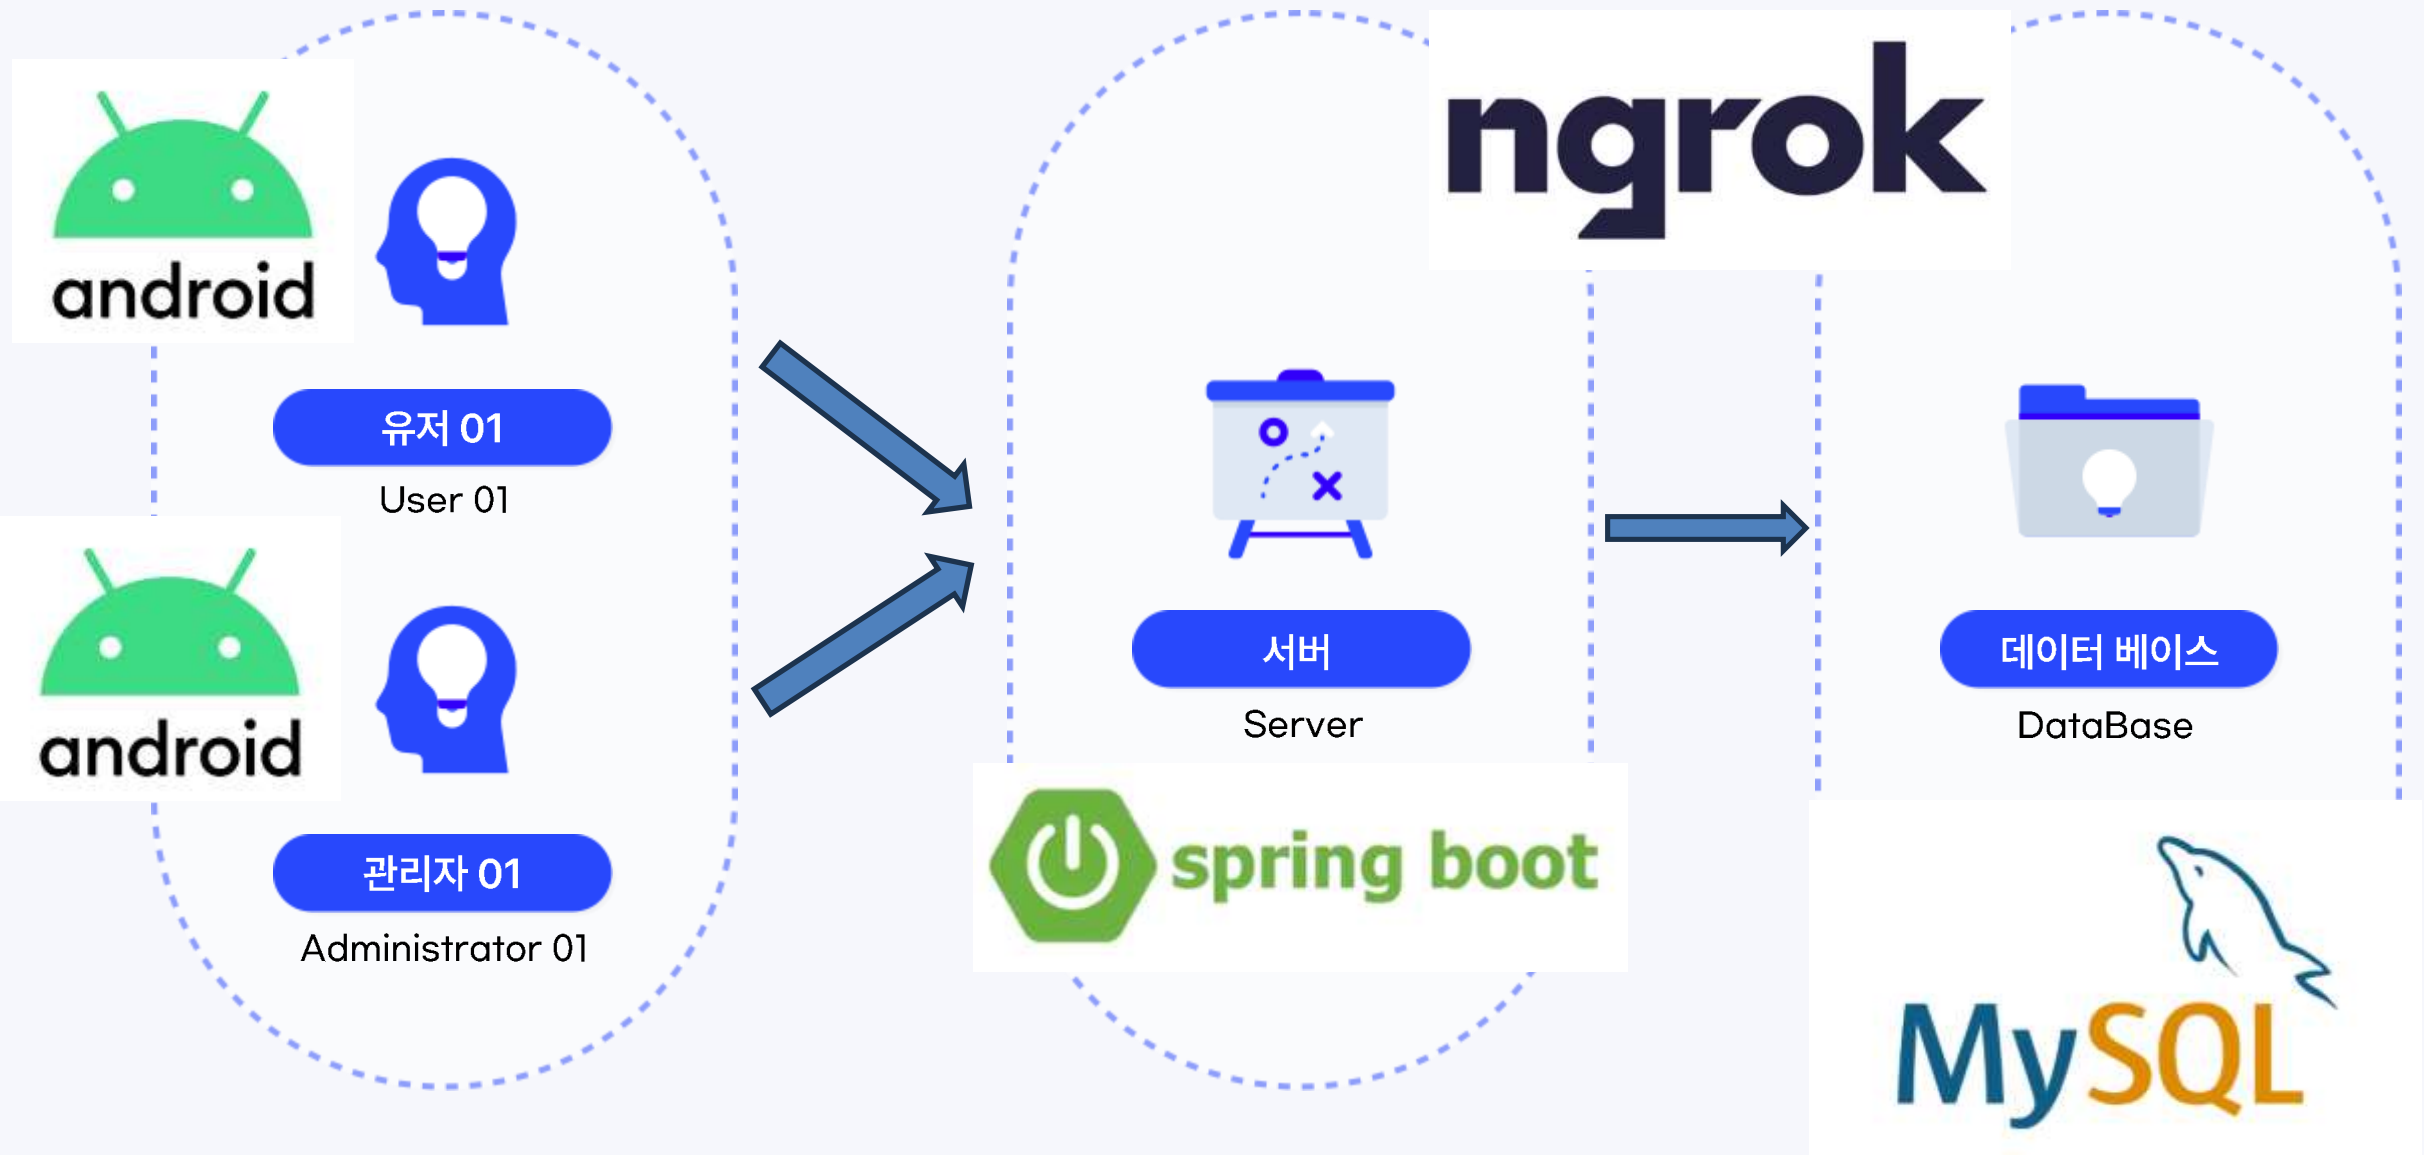 android
유저 01
User 01
android
관리자 01
Administrator 01
ngrok
서버
Server
spring boot
데이터 베이스
DataBase
MySQL